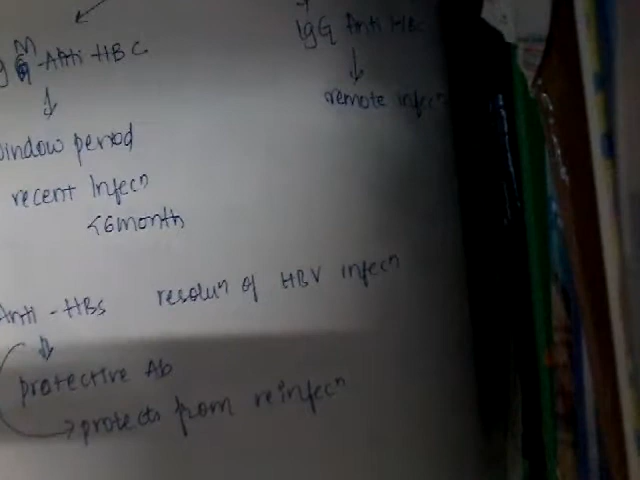 IgM-Anti-HBC
IgG Anti HBC
remote infecn
window period
recent Infecn
<6month
Anti-HBs resolun of HBV infecn
protective Ab
protects from reinfecn